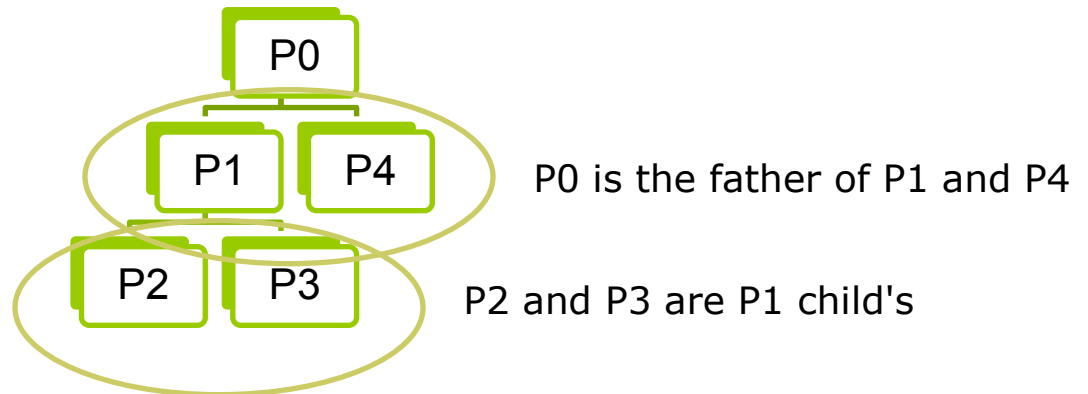 P0
P1
P4
P0 is the father of P1 and P4
P2
P3
P2 and P3 are P1 child's